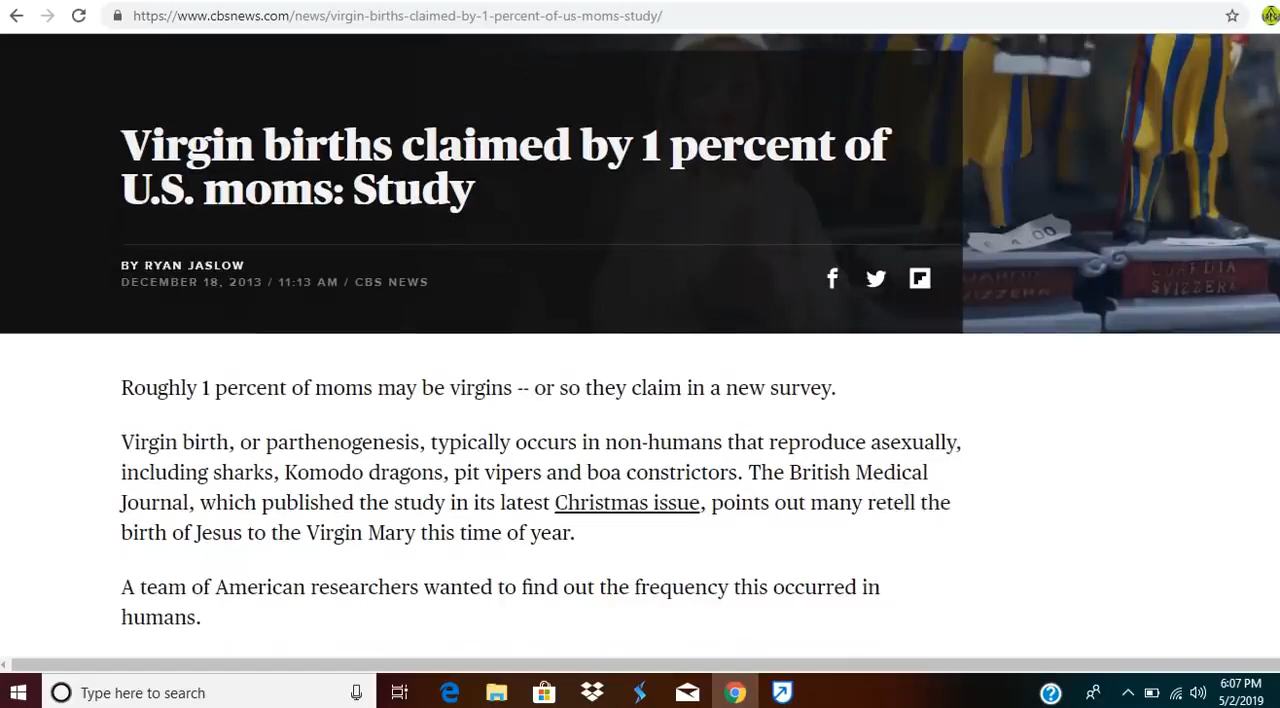 https://www.cbsnews.com/news/virgin-births-claimed-by-1-percent-of-us-moms-study/
Virgin births claimed by 1 percent of
U.S. moms: Study
BY RYAN JASLOW
DECEMBER 18, 2013 / 11:13 AM / CBS NEWS
GUARDIA
SVIZZERA
Roughly 1 percent of moms may be virgins -- or so they claim in a new survey.
Virgin birth, or parthenogenesis, typically occurs in non-humans that reproduce asexually,
including sharks, Komodo dragons, pit vipers and boa constrictors. The British Medical
Journal, which published the study in its latest Christmas issue, points out many retell the
birth of Jesus to the Virgin Mary this time of year.
A team of American researchers wanted to find out the frequency this occurred in
humans.
Type here to search
6:07 PM
5/2/2019